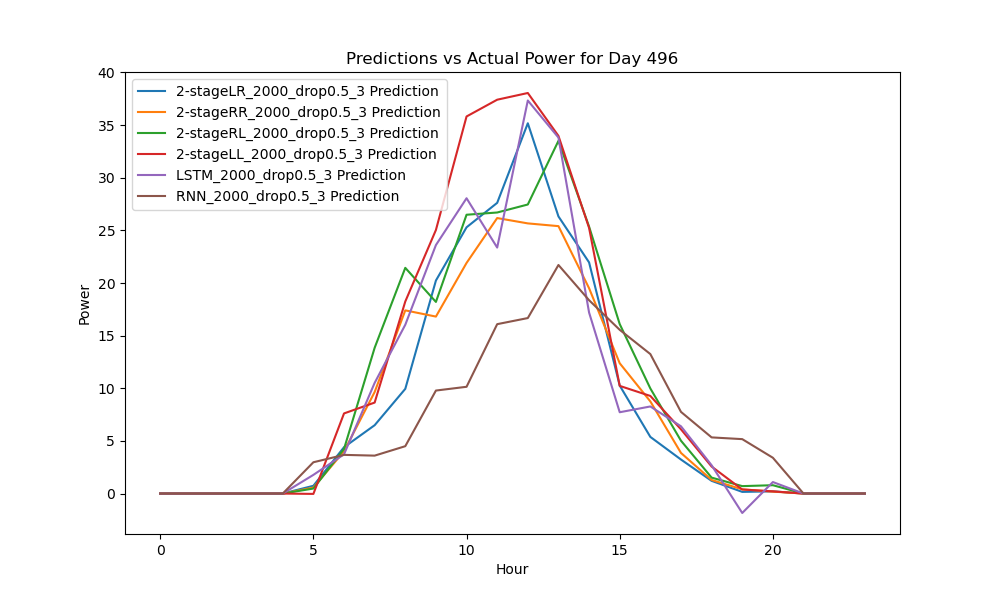 Predictions vs Actual Power for Day 496
40
35
30
25
20
15
10
5
0
Power
2-stageLR_2000_drop0.5_3 Prediction
2-stageRR_2000_drop0.5_3 Prediction
2-stageRL_2000_drop0.5_3 Prediction
2-stageLL_2000_drop0.5_3 Prediction
LSTM_2000_drop0.5_3 Prediction
RNN_2000_drop0.5_3 Prediction
0 5 10 15 20
Hour